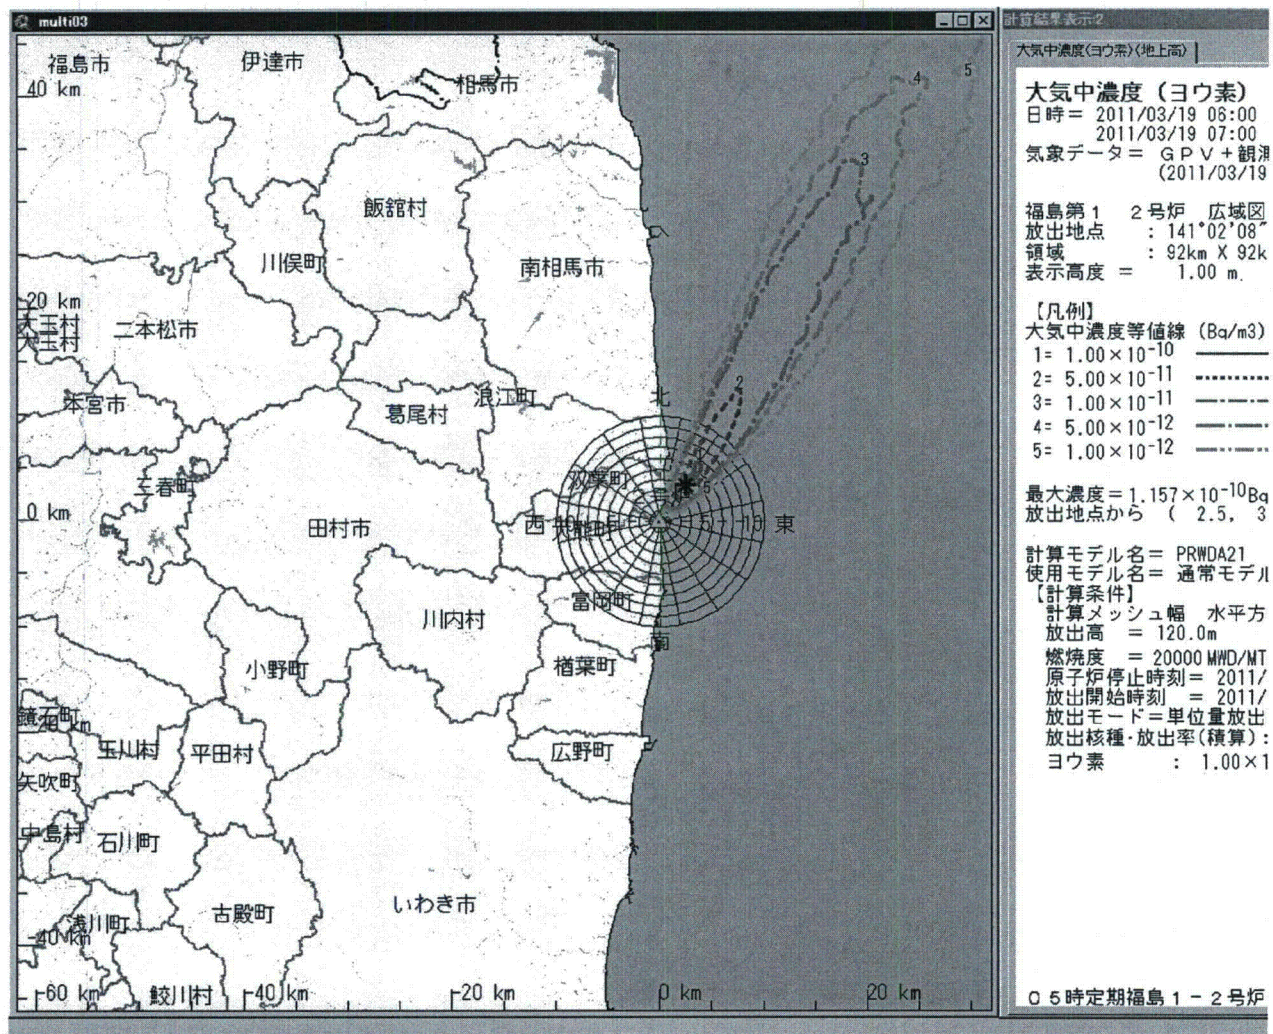 multi03
福島市
伊達市
相馬市
40 km
飯舘村
川俣町
南相馬市
20 km
大玉村
二本松市
本宮市
葛尾村
浪江町
北
双葉町
三春町
0 km
田村市
西
大熊町
東
富岡町
川内村
南
小野町
楢葉町
鏡石町
玉川村
平田村
広野町
矢吹町
中島村
石川町
古殿町
いわき市
浅川町
-40 km
鮫川村
-60 km
-40 km
-20 km
0 km
20 km
2
3
4
5
計算結果表示:2
大気中濃度(ヨウ素)(地上高)
大気中濃度(ヨウ素)
日時= 2011/03/19 06:00
2011/03/19 07:00
気象データ= GPV+観測
(2011/03/19
福島第1 2号炉 広域図
放出地点 : 141°02'08"
領域 : 92km X 92k
表示高度 = 1.00 m.
【凡例】
大気中濃度等値線 (Bq/m3)
1= 1.00×10⁻¹⁰
2= 5.00×10⁻¹¹
3= 1.00×10⁻¹¹
4= 5.00×10⁻¹²
5= 1.00×10⁻¹²
最大濃度=1.157×10⁻¹⁰Bq
放出地点から ( 2.5, 3
計算モデル名= PRWDA21
使用モデル名= 通常モデル
【計算条件】
計算メッシュ幅 水平方
放出高 = 120.0m
燃焼度 = 20000MWD/MT
原子炉停止時刻= 2011/
放出開始時刻 = 2011/
放出モード=単位量放出
放出核種・放出率(積算):
ヨウ素 : 1.00×1
05時定期福島1-2号炉